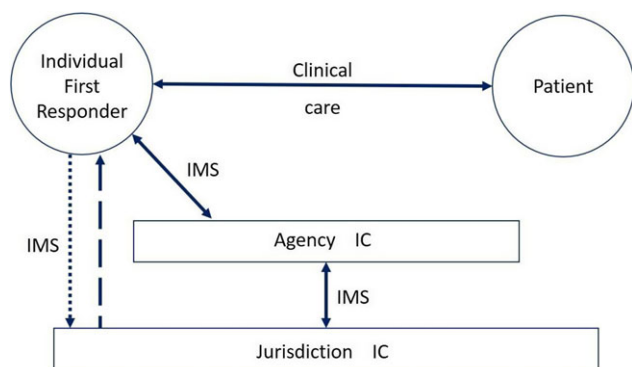 Individual
First
Responder
Clinical
care
Patient
IMS
Agency IC
IMS
IMS
Jurisdiction IC